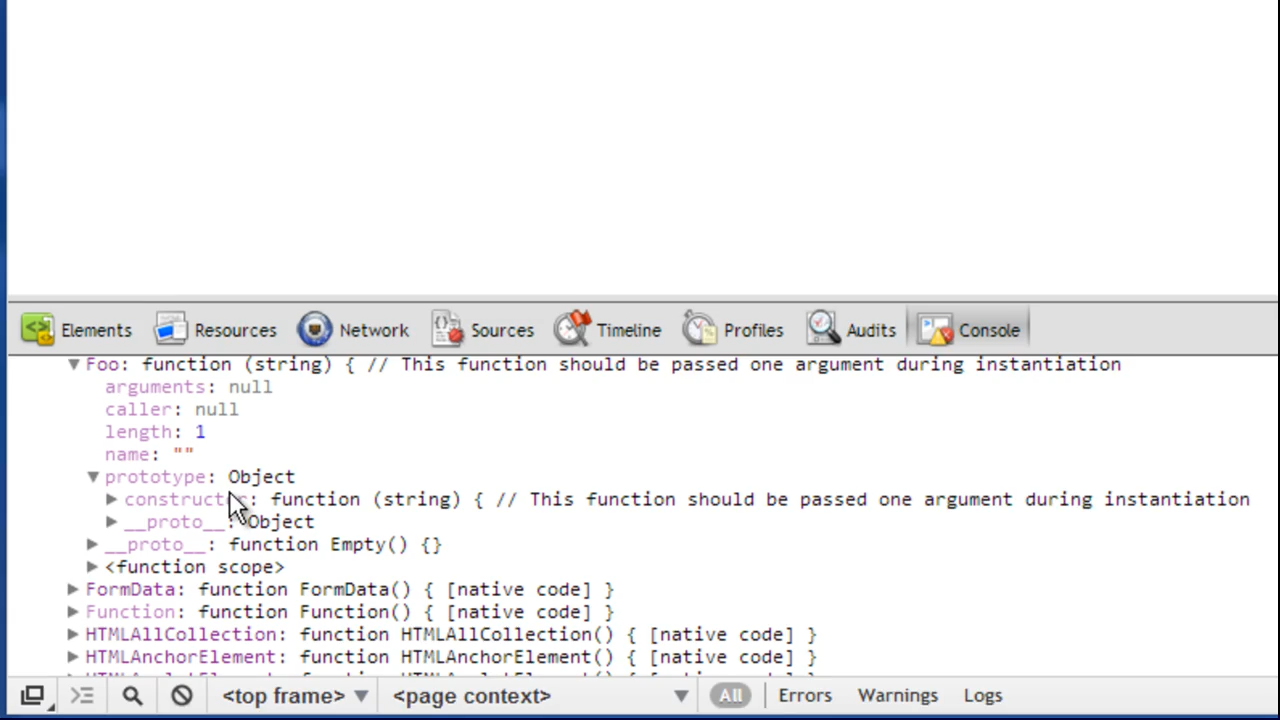 Elements Resources Network Sources Timeline Profiles Audits Console
Foo: function (string) { // This function should be passed one argument during instantiation
arguments: null
caller: null
length: 1
name: ""
prototype: Object
constructor: function (string) { // This function should be passed one argument during instantiation
__proto__: Object
__proto__: function Empty() {}
<function scope>
FormData: function FormData() { [native code] }
Function: function Function() { [native code] }
HTMLAllCollection: function HTMLAllCollection() { [native code] }
HTMLAnchorElement: function HTMLAnchorElement() { [native code] }
<top frame> <page context> All Errors Warnings Logs